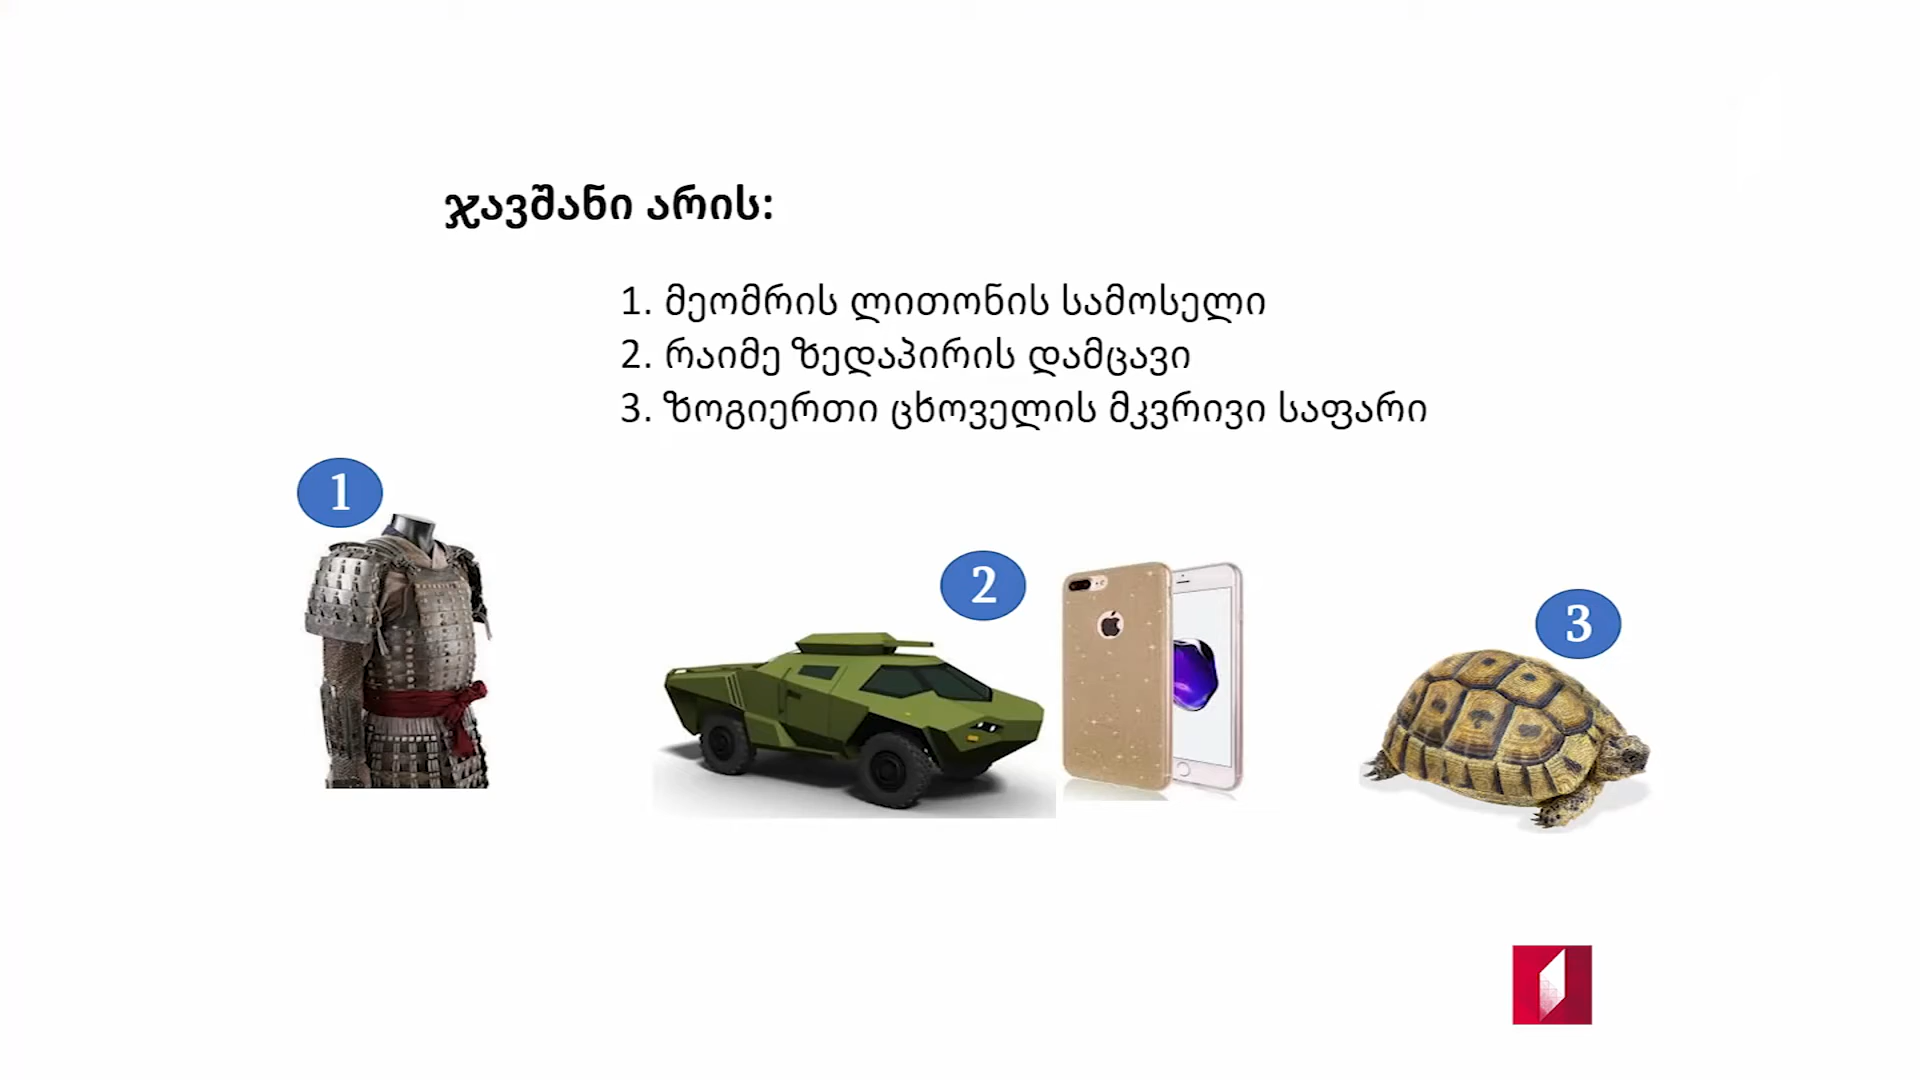 ჯავშანი არის:
1. მეომრის ლითონის სამოსელი
2. რაიმე ზედაპირის დამცავი
3. ზოგიერთი ცხოველის მკვრივი საფარი
1
2
3